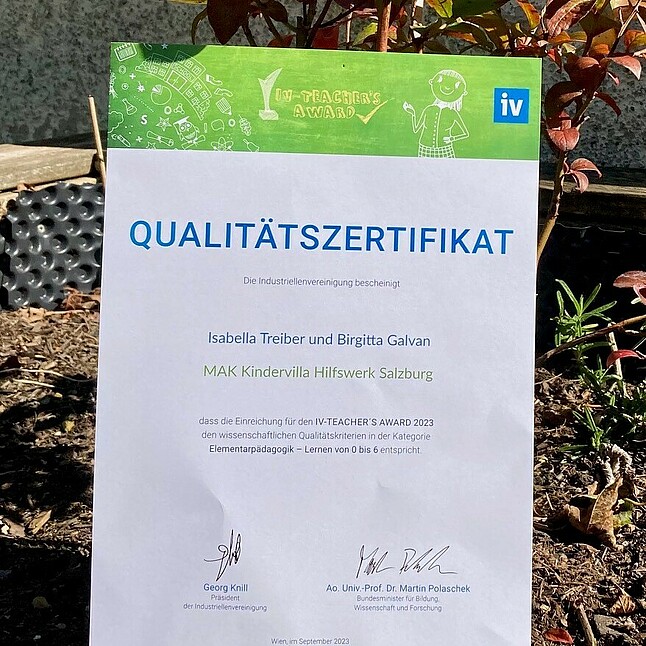 IV-TEACHER'S
AWARD
iv
QUALITÄTSZERTIFIKAT
Die Industriellenvereinigung bescheinigt
Isabella Treiber und Birgitta Galvan
MAK Kindervilla Hilfswerk Salzburg
dass die Einreichung für den IV-TEACHER´S AWARD 2023
den wissenschaftlichen Qualitätskriterien in der Kategorie
Elementarpädagogik – Lernen von 0 bis 6 entspricht.
Georg Knill
Präsident
der Industriellenvereinigung
Ao. Univ.-Prof. Dr. Martin Polaschek
Bundesminister für Bildung,
Wissenschaft und Forschung
Wien, im September 2023